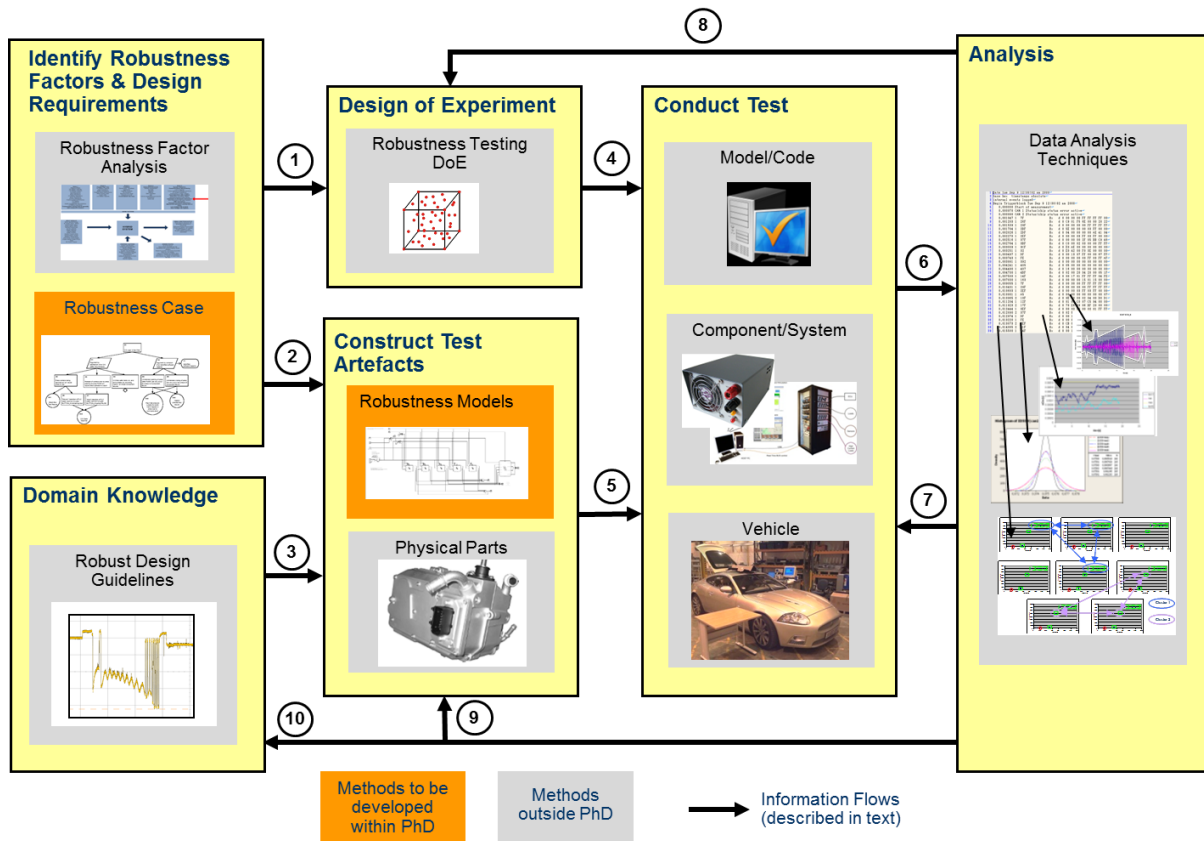 8
Identify Robustness
Factors & Design
Requirements
Robustness Factor
Analysis
Robustness Case
1
2
Design of Experiment
Robustness Testing
DoE
4
Construct Test
Artefacts
Robustness Models
Physical Parts
5
Conduct Test
Model/Code
Component/System
Vehicle
6
7
Analysis
Data Analysis
Techniques
Domain Knowledge
Robust Design
Guidelines
3
10
9
Methods to be
developed
within PhD
Methods
outside PhD
Information Flows
(described in text)